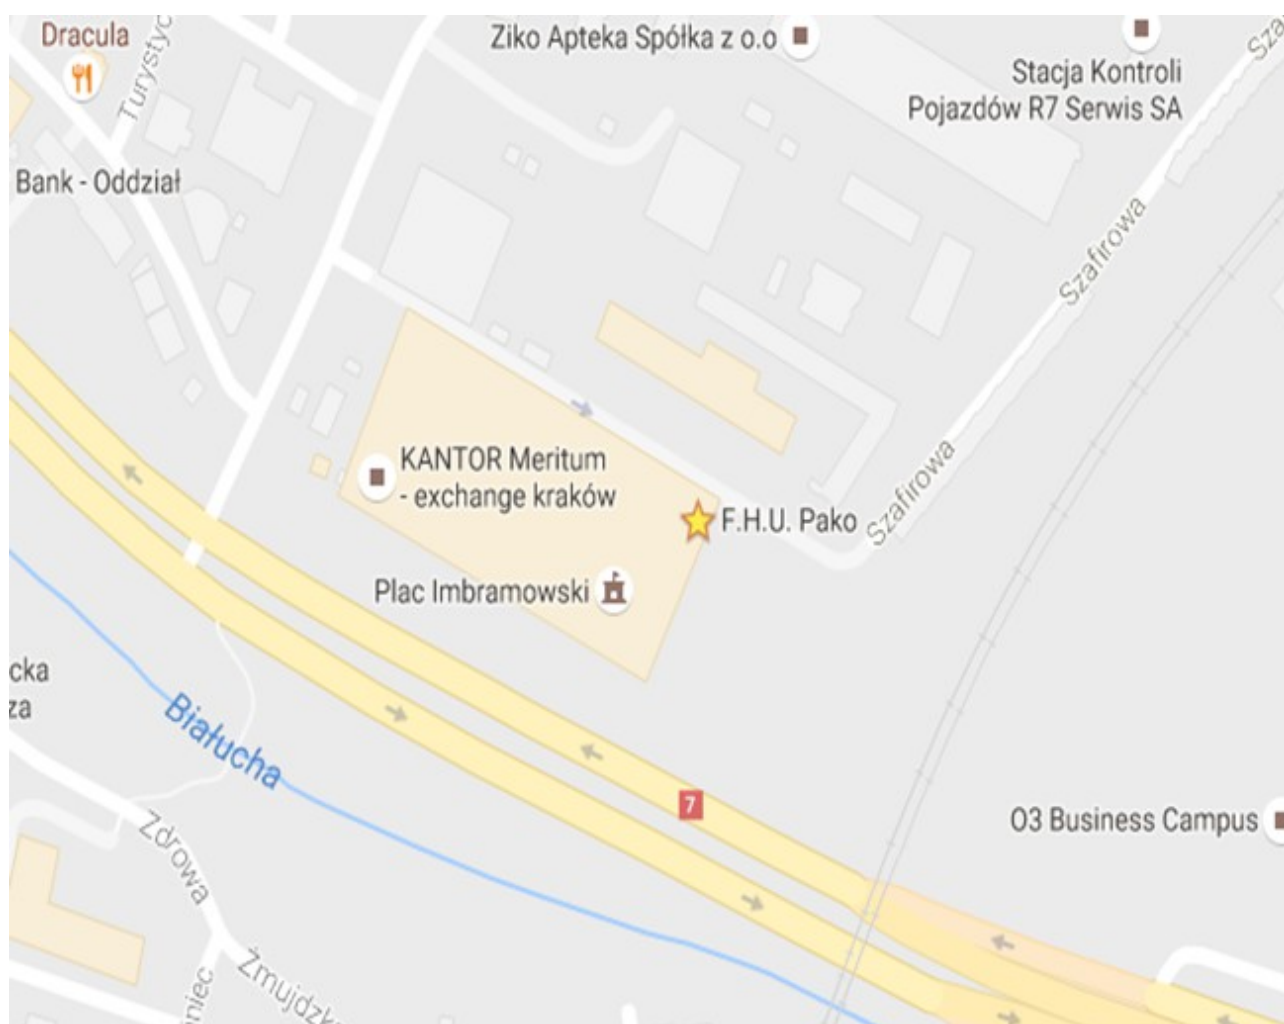 Dracula
Turystyc
Bank - Oddział
Ziko Apteka Spółka z o.o
Stacja Kontroli
Pojazdów R7 Serwis SA
Sza
Szafirowa
Szafirowa
KANTOR Meritum
- exchange kraków
F.H.U. Pako
Plac Imbramowski
cka
za
Białucha
7
O3 Business Campus
Zdrowa
Żmujdzk
niec